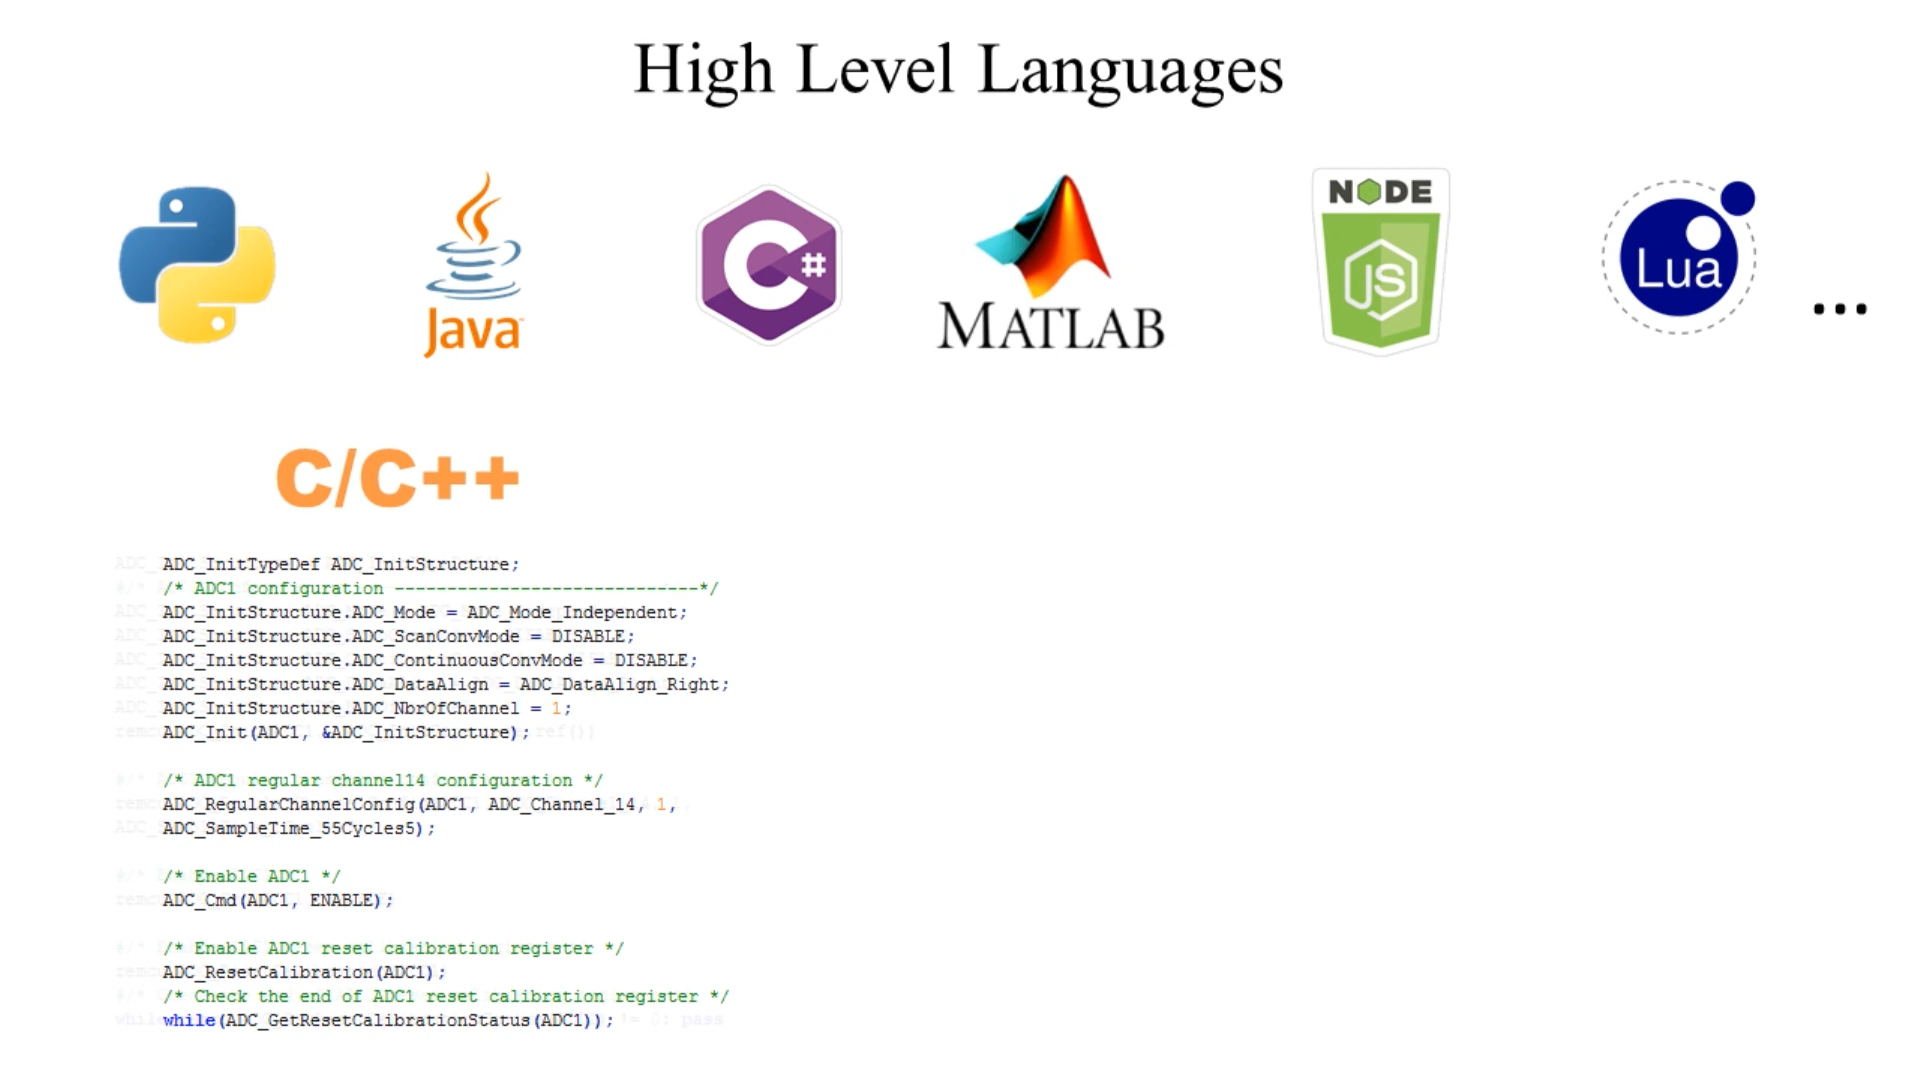 High Level Languages
Java
C#
MATLAB
NODE
JS
Lua
...
C/C++
ADC_InitTypeDef ADC_InitStructure;
/* ADC1 configuration -----------------------------*/
ADC_InitStructure.ADC_Mode = ADC_Mode_Independent;
ADC_InitStructure.ADC_ScanConvMode = DISABLE;
ADC_InitStructure.ADC_ContinuousConvMode = DISABLE;
ADC_InitStructure.ADC_DataAlign = ADC_DataAlign_Right;
ADC_InitStructure.ADC_NbrOfChannel = 1;
ADC_Init(ADC1, &ADC_InitStructure);
/* ADC1 regular channel14 configuration */
ADC_RegularChannelConfig(ADC1, ADC_Channel_14, 1,
ADC_SampleTime_55Cycles5);
/* Enable ADC1 */
ADC_Cmd(ADC1, ENABLE);
/* Enable ADC1 reset calibration register */
ADC_ResetCalibration(ADC1);
/* Check the end of ADC1 reset calibration register */
while(ADC_GetResetCalibrationStatus(ADC1));